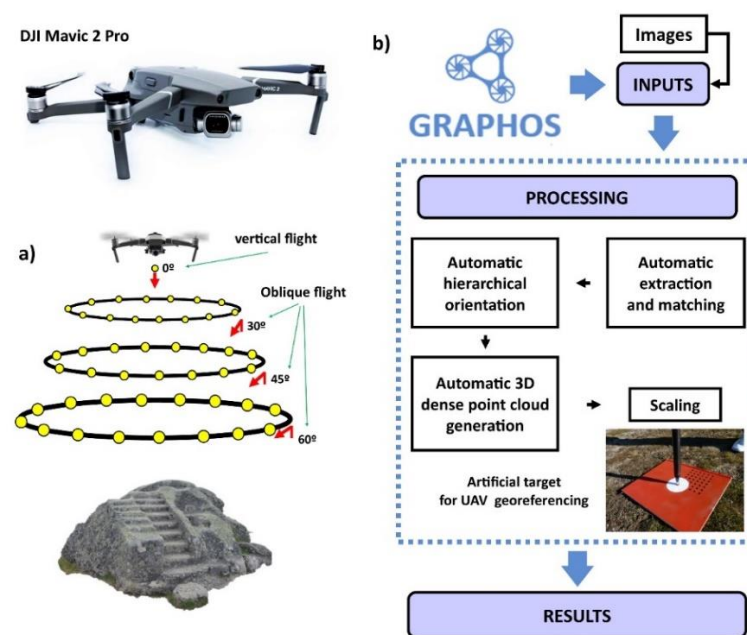 DJI Mavic 2 Pro
a)
vertical flight
0º
Oblique flight
30º
45º
60º
b)
GRAPHOS
Images
INPUTS
PROCESSING
Automatic
hierarchical
orientation
Automatic
extraction
and matching
Automatic 3D
dense point cloud
generation
Scaling
Artificial target
for UAV georeferencing
RESULTS